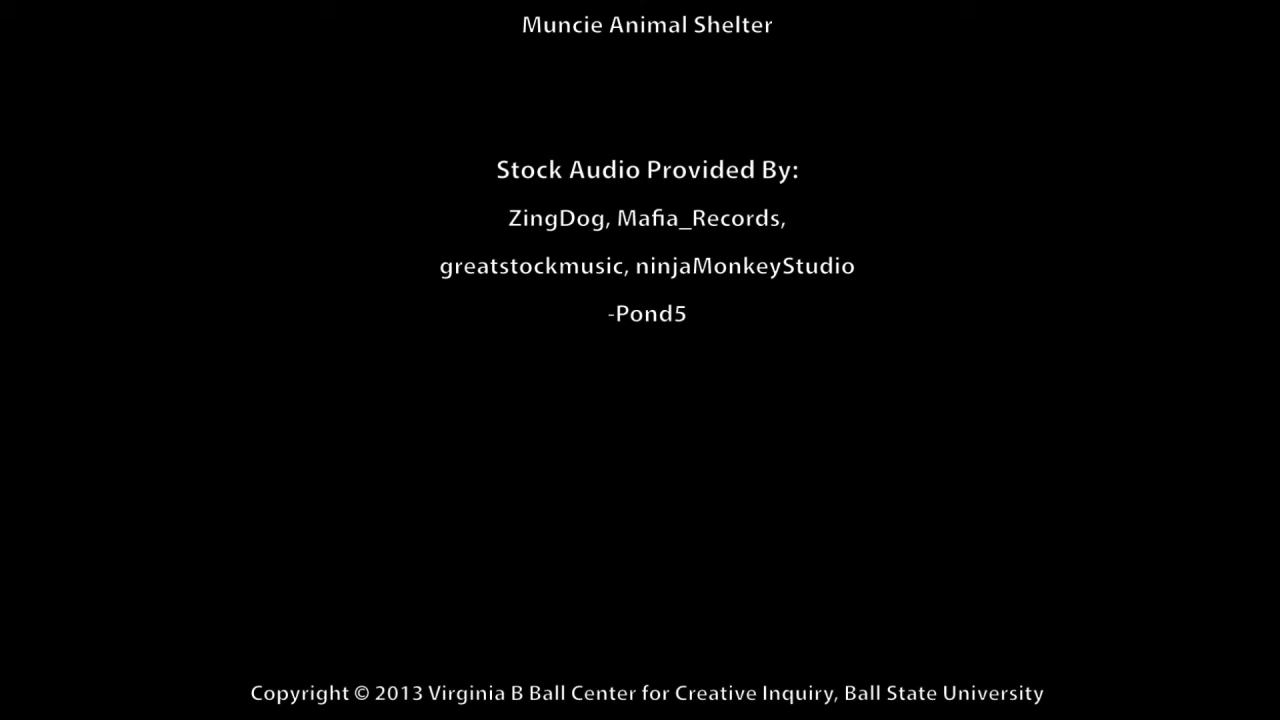 Muncie Animal Shelter
Stock Audio Provided By:
ZingDog, Mafia_Records,
greatstockmusic, ninjaMonkeyStudio
-Pond5
Copyright © 2013 Virginia B Ball Center for Creative Inquiry, Ball State University